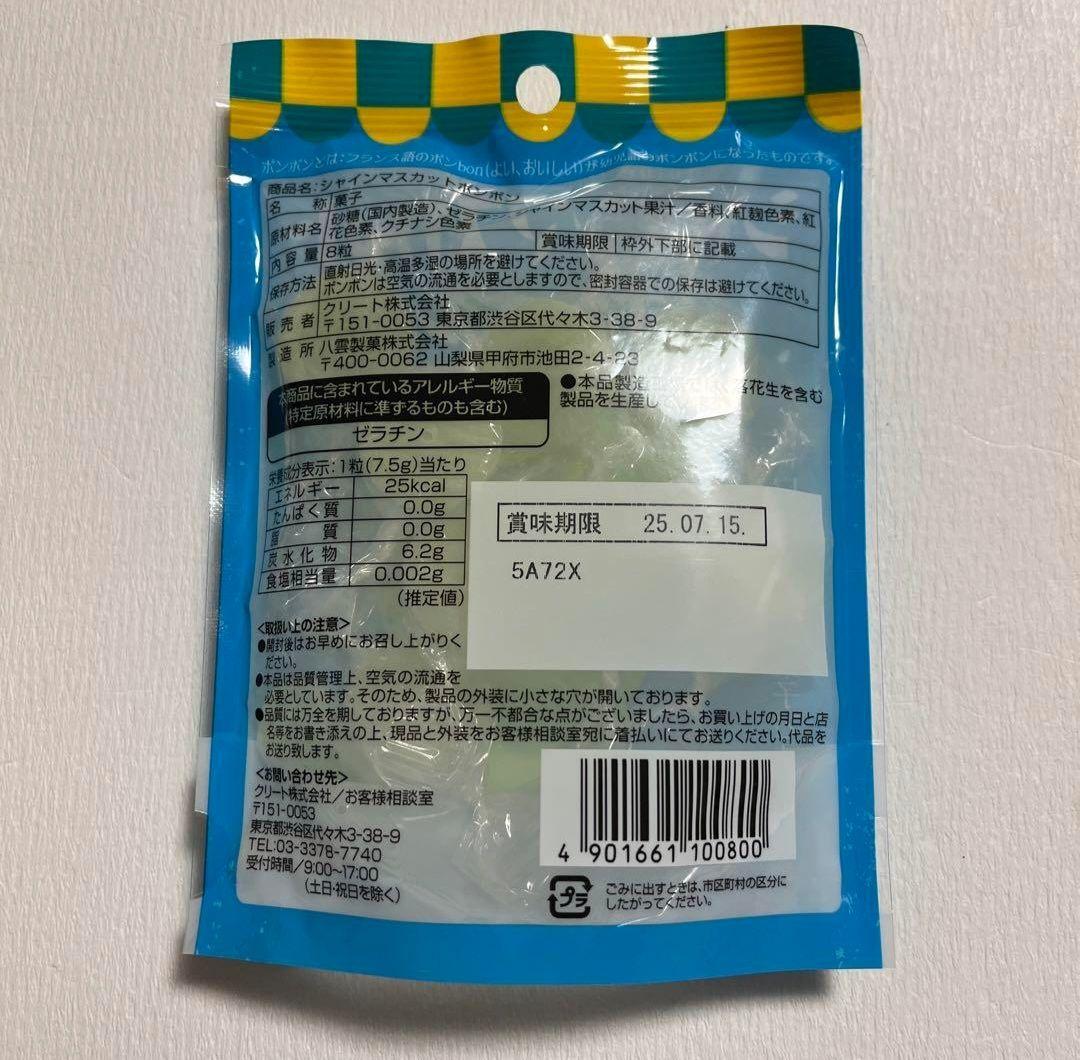 ボンボンとは：フランス語のボンbon(よい、おいしい)が幼児語のボンボンになったものです。
商品名：シャインマスカットボンボン
名称 菓子
原材料名 砂糖(国内製造)、ゼラチン、シャインマスカット果汁／香料、紅麹色素、紅
花色素、クチナシ色素
内容量 8粒 賞味期限 枠外下部に記載
保存方法 直射日光・高温多湿の場所を避けてください。
ボンボンは空気の流通を必要としますので、密封容器での保存は避けてください。
販売者 クリート株式会社
〒151-0053 東京都渋谷区代々木3-38-9
製造所 八雲製菓株式会社
〒400-0062 山梨県甲府市池田2-4-23
本商品に含まれているアレルギー物質
(特定原材料に準ずるものも含む)
ゼラチン
●本品製造 落花生を含む
製品を生産し
栄養成分表示：1粒(7.5g)当たり
エネルギー 25kcal
たんぱく質 0.0g
脂質 0.0g
炭水化物 6.2g
食塩相当量 0.002g
(推定値)
賞味期限 25.07.15.
5A72X
<取扱い上の注意>
●開封後はお早めにお召し上がりく
ださい。
●本品は品質管理上、空気の流通を
必要としています。そのため、製品の外装に小さな穴が開いております。
●品質には万全を期しておりますが、万一不都合な点がございましたら、お買い上げの月日と店
名等をお書き添えの上、現品と外装をお客様相談室宛に着払いにてお送りください。代品を
お送り致します。
<お問い合わせ先>
クリート株式会社／お客様相談室
〒151-0053
東京都渋谷区代々木3-38-9
TEL:03-3378-7740
受付時間／9:00～17:00
(土日・祝日を除く)
4 901661 100800
プラ
ごみに出すときは、市区町村の区分に
したがってください。